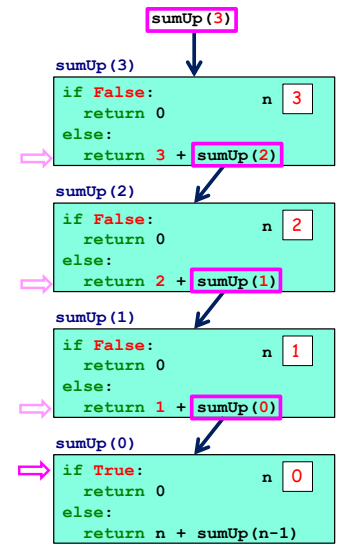 sumUp(3)
sumUp(3)
if False: n 3
return 0
else:
return 3 + sumUp(2)
sumUp(2)
if False: n 2
return 0
else:
return 2 + sumUp(1)
sumUp(1)
if False: n 1
return 0
else:
return 1 + sumUp(0)
sumUp(0)
if True: n 0
return 0
else:
return n + sumUp(n-1)